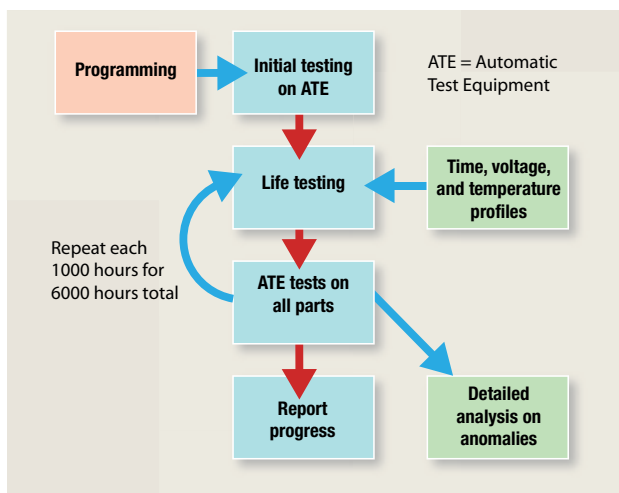 Programming
Initial testing
on ATE
ATE = Automatic
Test Equipment
Life testing
Time, voltage,
and temperature
profiles
Repeat each
1000 hours for
6000 hours total
ATE tests on
all parts
Report
progress
Detailed
analysis on
anomalies